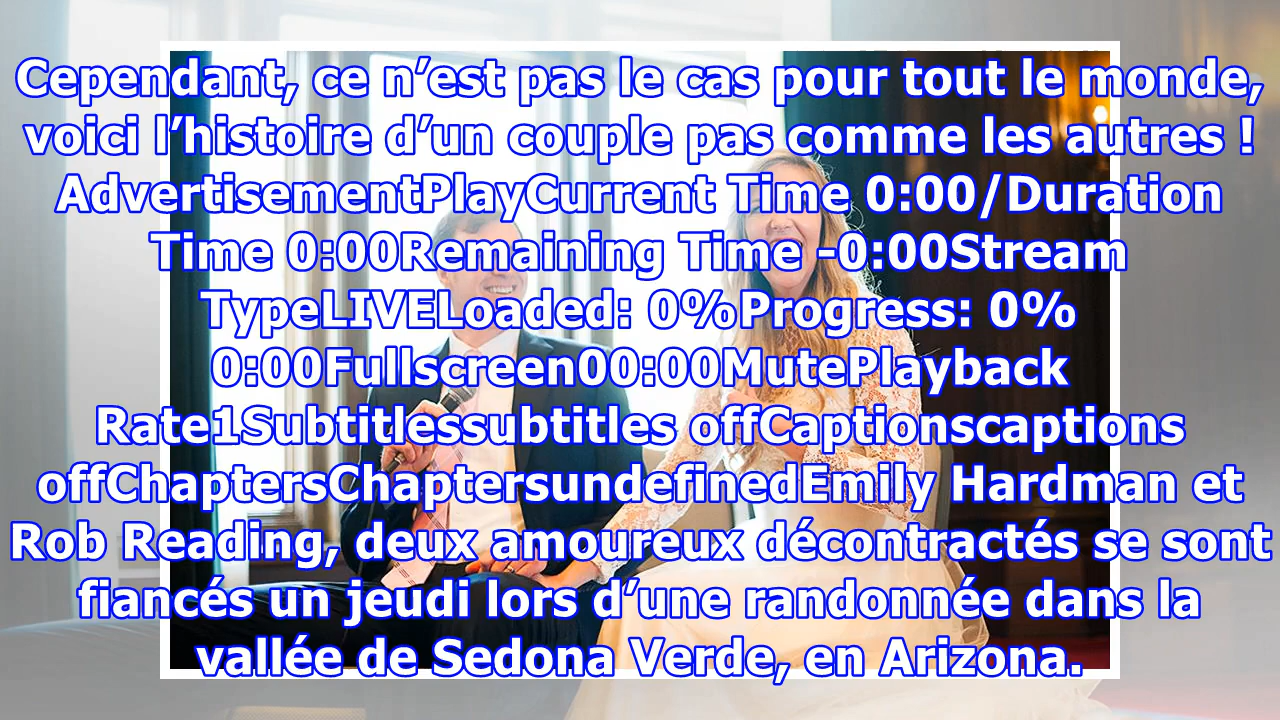 Cependant, ce n’est pas le cas pour tout le monde,
voici l’histoire d’un couple pas comme les autres !
AdvertisementPlayCurrent Time 0:00/Duration
Time 0:00Remaining Time -0:00Stream
TypeLIVELoaded: 0%Progress: 0%
0:00Fullscreen00:00MutePlayback
Rate1Subtitlessubtitles offCaptionscaptions
offChaptersChaptersundefinedEmily Hardman et
Rob Reading, deux amoureux décontractés se sont
fiancés un jeudi lors d’une randonnée dans la
vallée de Sedona Verde, en Arizona.